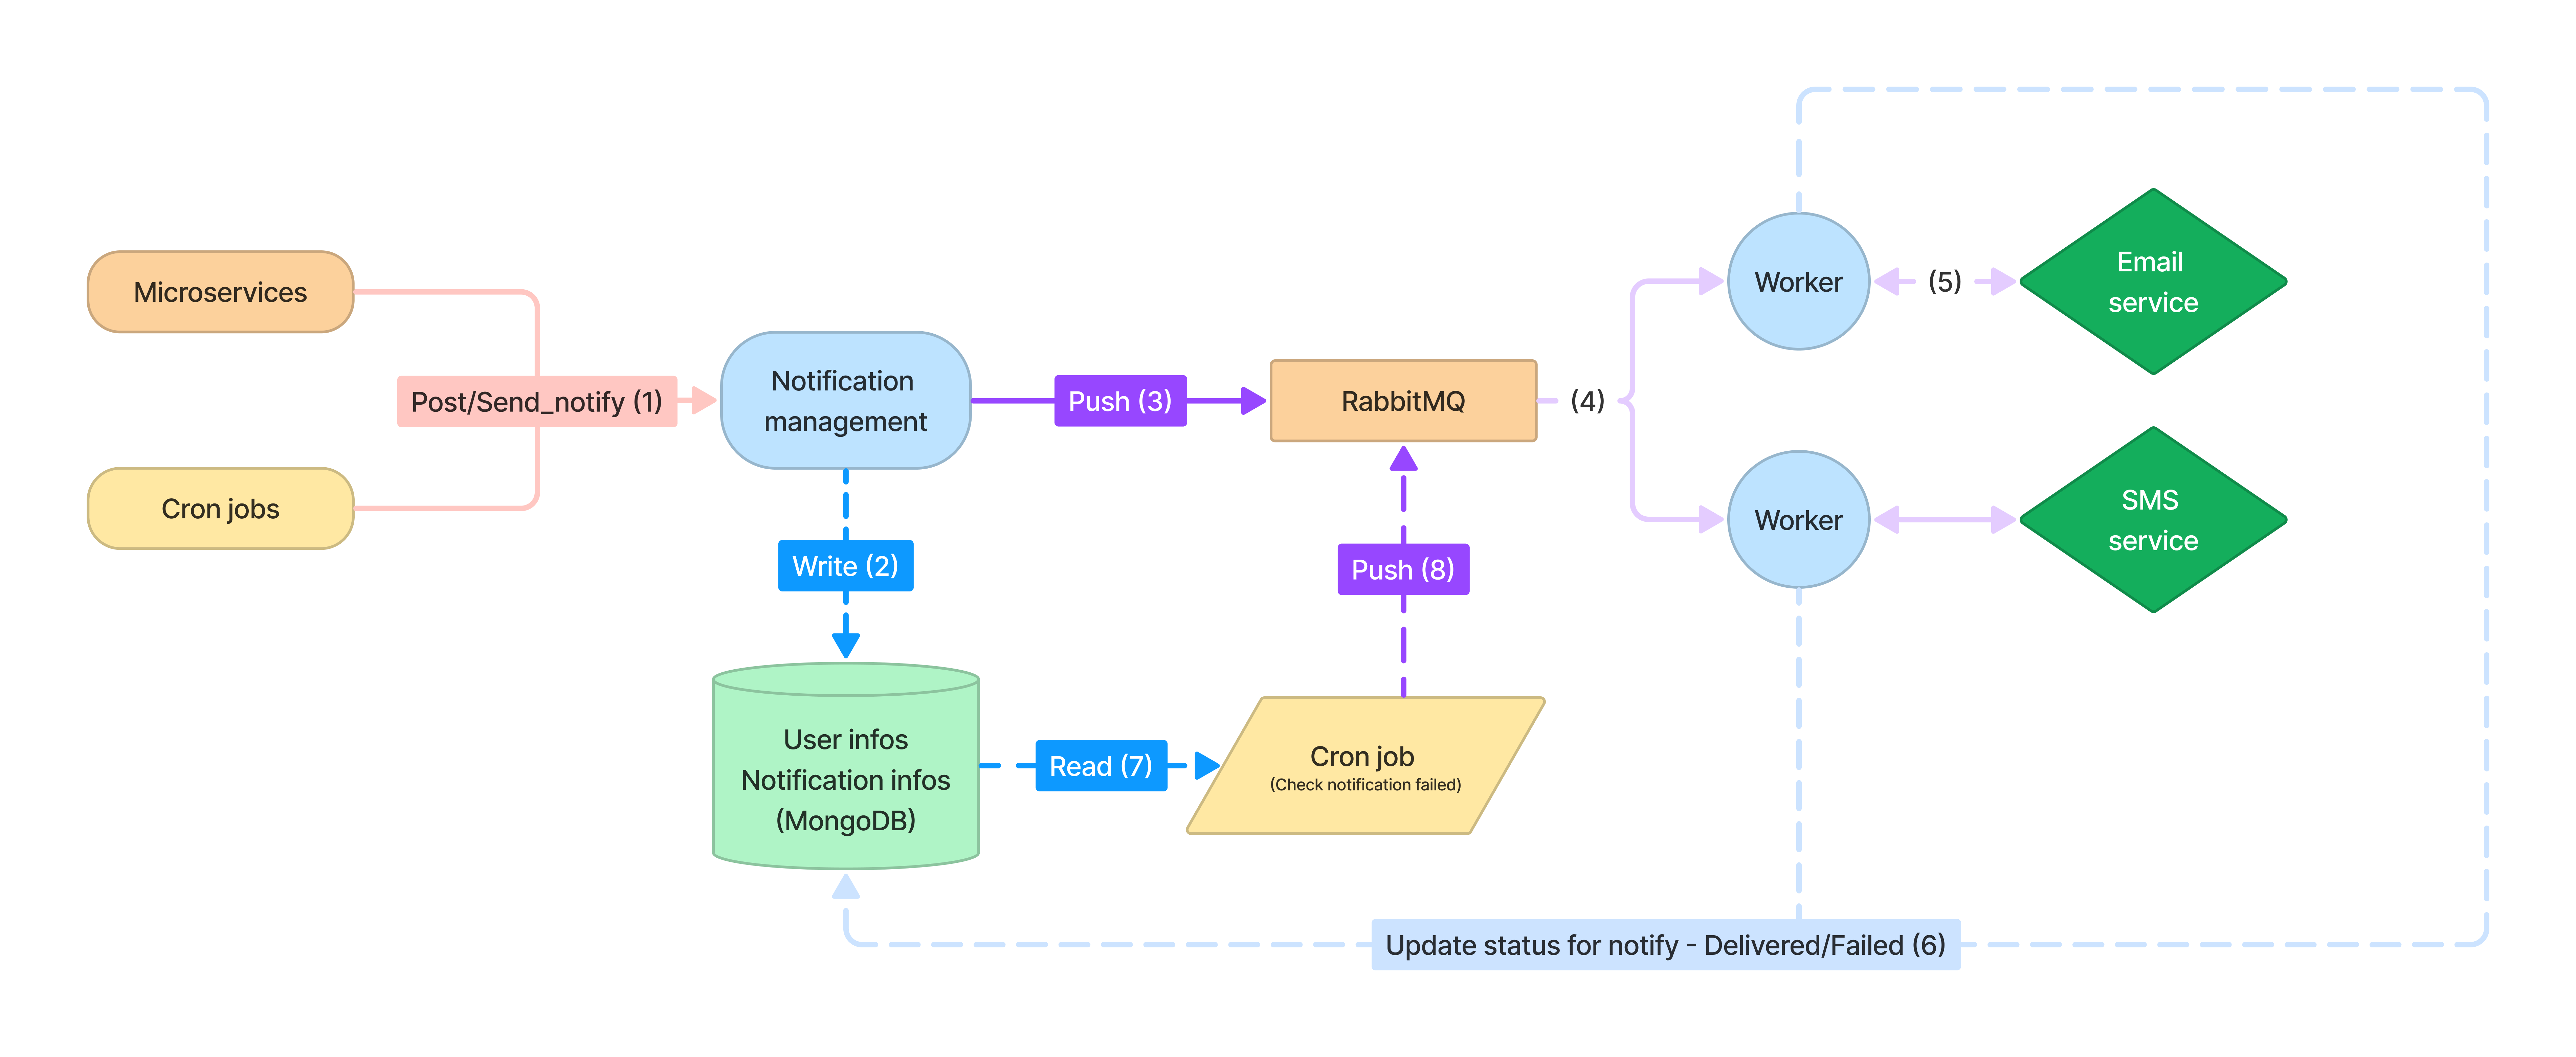 Microservices
Cron jobs
Post/Send_notify (1)
Notification
management
Write (2)
User infos
Notification infos
(MongoDB)
Push (3)
RabbitMQ
(4)
Worker
(5)
Email
service
Worker
SMS
service
Update status for notify - Delivered/Failed (6)
Read (7)
Cron job
(Check notification failed)
Push (8)